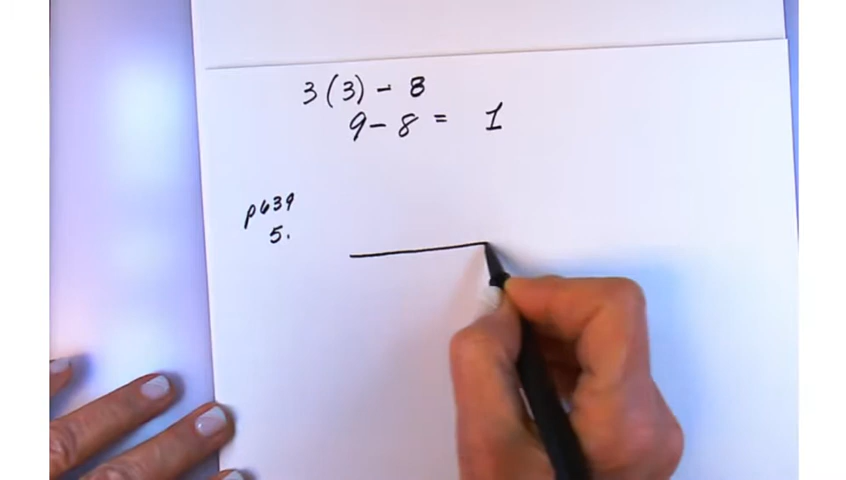 3(3) - 8
9 - 8 = 1
p639
5.